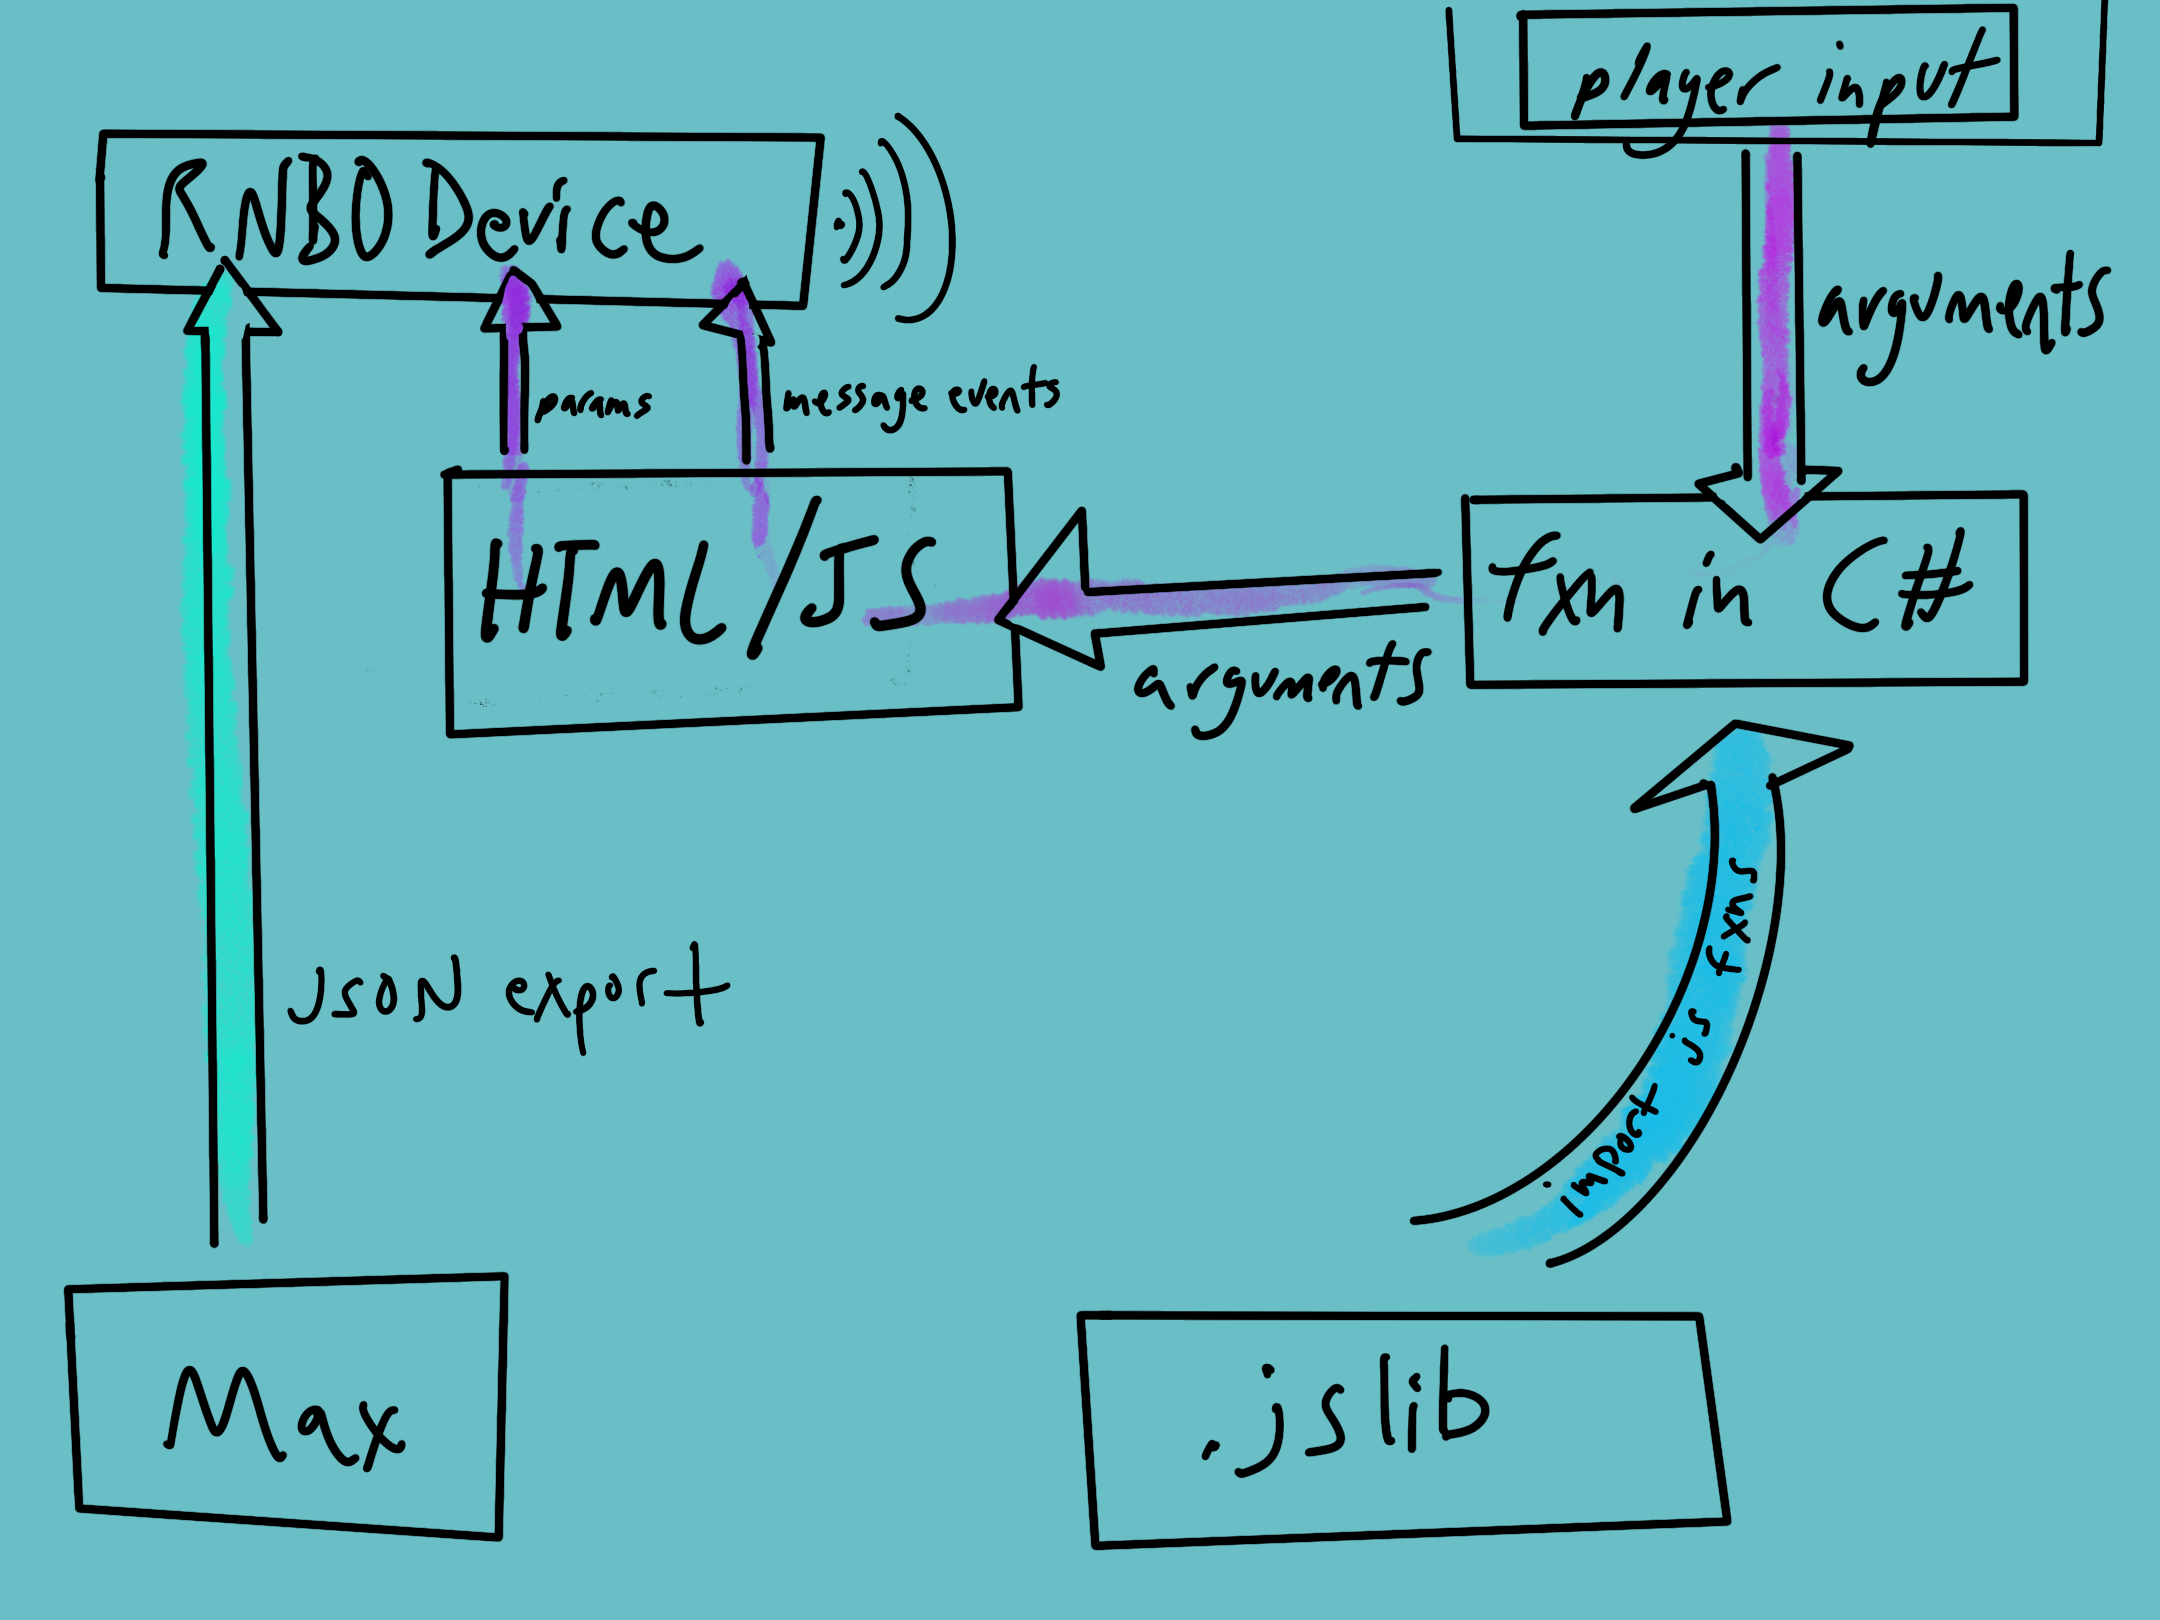 player input
RNBO Device
arguments
params
message events
HTML/JS
fxn in C#
arguments
import js fxns
JSON export
Max
.jslib